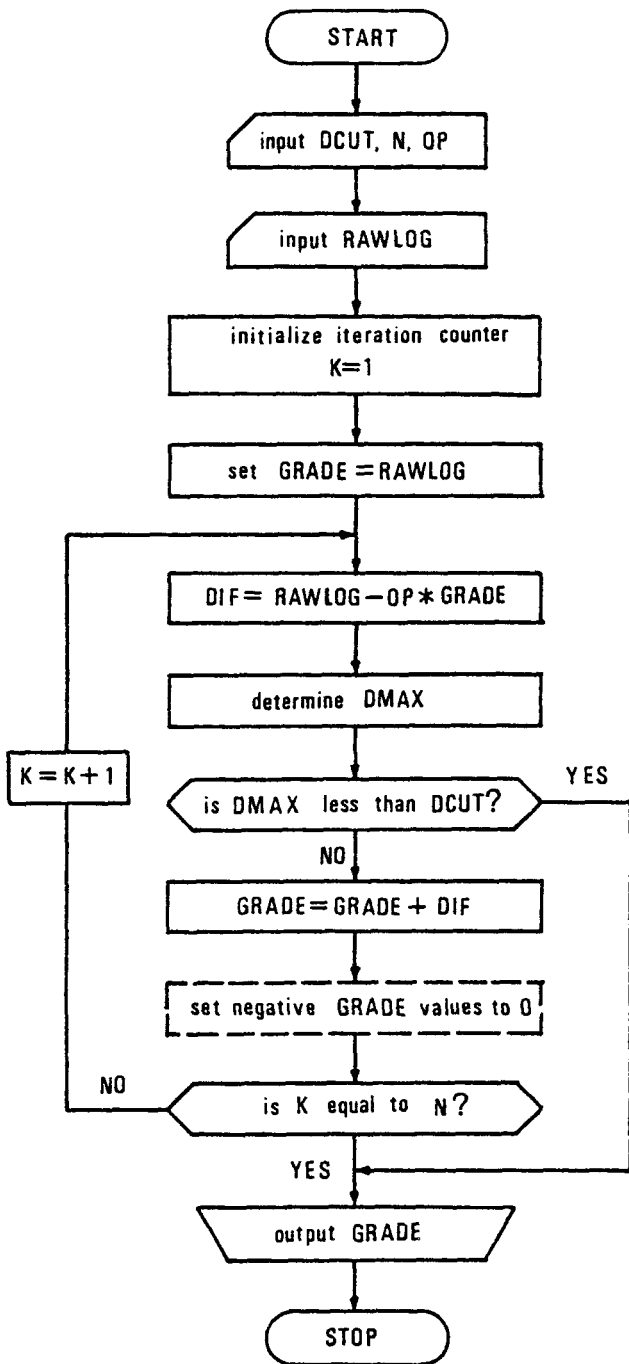 START
input DCUT, N, OP
input RAWLOG
initialize iteration counter
K=1
set GRADE=RAWLOG
DIF= RAWLOG-OP* GRADE
determine DMAX
K=K+1
is DMAX less than DCUT?
YES
NO
GRADE=GRADE + DIF
set negative GRADE values to 0
NO
is K equal to N?
YES
output GRADE
STOP